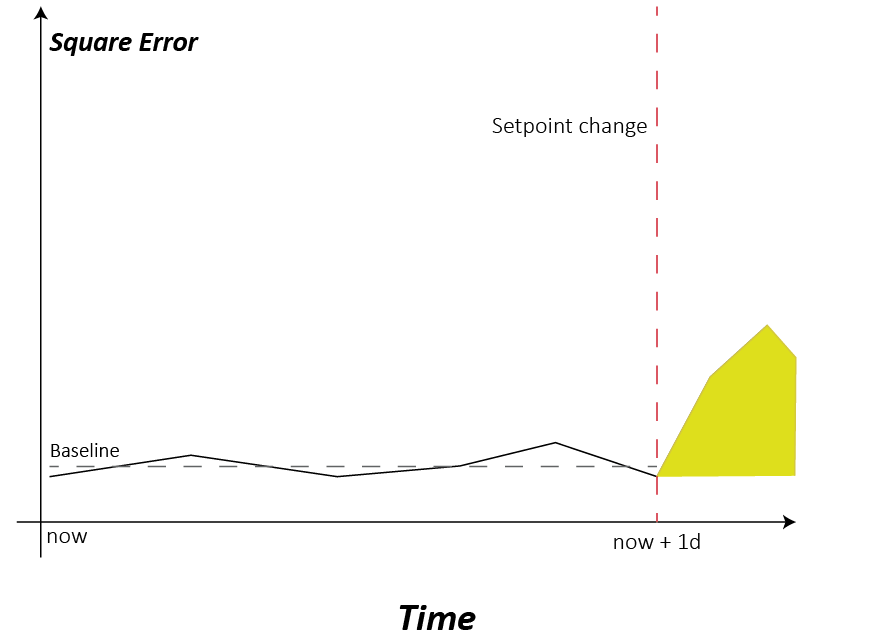 Square Error
Setpoint change
Baseline
now
now + 1d
Time